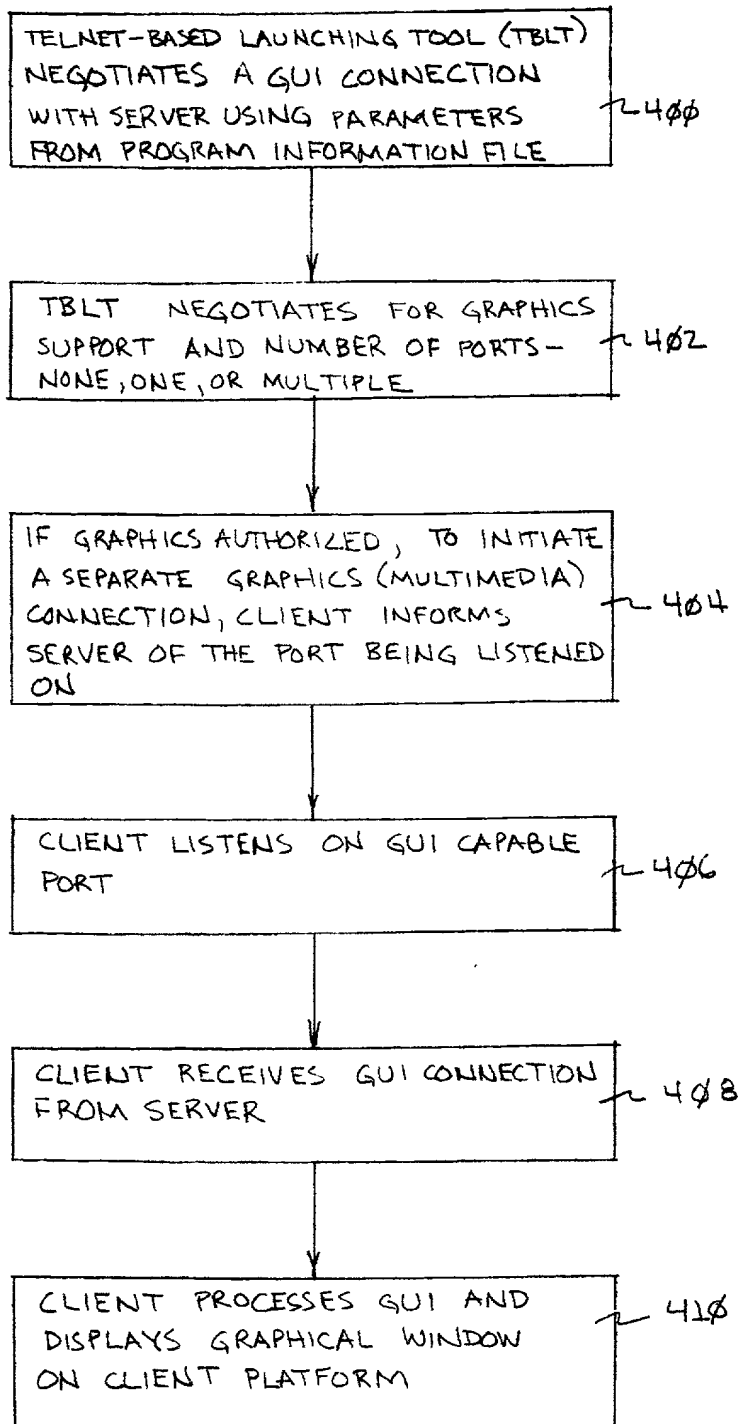 TELNET-BASED LAUNCHING TOOL (TBLT)
NEGOTIATES A GUI CONNECTION
WITH SERVER USING PARAMETERS
FROM PROGRAM INFORMATION FILE
400
TBLT NEGOTIATES FOR GRAPHICS
SUPPORT AND NUMBER OF PORTS-
NONE, ONE, OR MULTIPLE
402
IF GRAPHICS AUTHORIZED, TO INITIATE
A SEPARATE GRAPHICS (MULTIMEDIA)
CONNECTION, CLIENT INFORMS
SERVER OF THE PORT BEING LISTENED
ON
404
CLIENT LISTENS ON GUI CAPABLE
PORT
406
CLIENT RECEIVES GUI CONNECTION
FROM SERVER
408
CLIENT PROCESSES GUI AND
DISPLAYS GRAPHICAL WINDOW
ON CLIENT PLATFORM
410